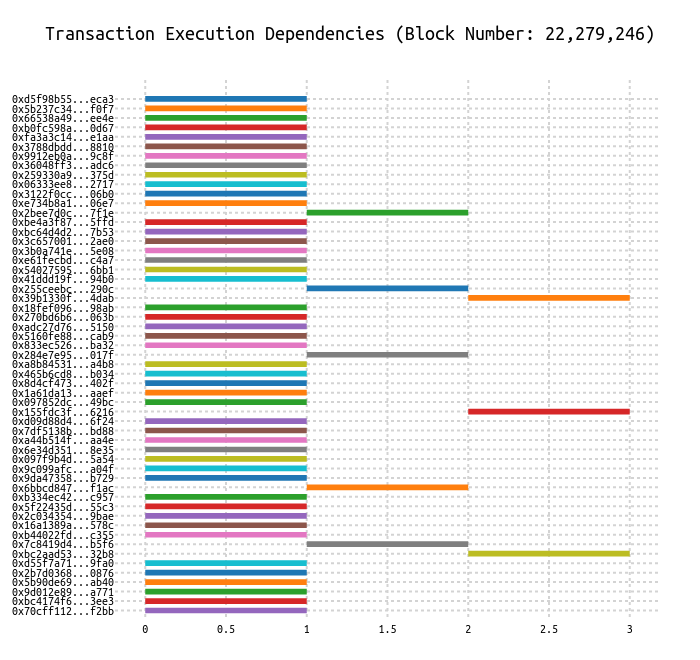 Transaction Execution Dependencies (Block Number: 22,279,246)
0xd5f98b55...eca3
0x5b237c34...f0f7
0x66538a49...ee4e
0xb0fc598a...0d67
0xfa3a3c14...e1aa
0x3788dbdd...8810
0x9912eb0a...9c8f
0x36048ff3...adc6
0x259330a9...375d
0x06333ee8...2717
0x3122f0cc...06b0
0xe734b8a1...06e7
0x2bee7d0c...7f1e
0xbe4a3f87...5ffd
0xbc64d4d2...7b53
0x3c657001...2ae0
0x3b0a741e...5e08
0xe61fecbd...c4a7
0x54027595...6bb1
0x41ddd19f...94b0
0x255ceebc...290c
0x39b1330f...4dab
0x18fef096...98ab
0x270bd6b6...063b
0xadc27d76...5150
0x5160fe88...cab9
0x833ec526...ba32
0x284e7e95...017f
0xa8b84531...a4b8
0x465b6cd8...b034
0x8d4cf473...402f
0x1a61da13...aaef
0x097852dc...49bc
0x155fdc3f...6216
0xd09d88d4...6f24
0x7df5138b...bd88
0xa44b514f...aa4e
0x6e34d351...8e35
0x097f9b4d...5a54
0x9c099afc...a04f
0x9da47358...b729
0x6bbcd847...f1ac
0xb334ec42...c957
0x5f22435d...55c3
0x2c034354...9bae
0x16a1389a...578c
0xb44022fd...c355
0x7c8419d4...b5f6
0xbc2aad53...32b8
0xd55f7a71...9fa0
0x2b7d0368...0876
0x5b90de69...ab40
0x9d012e89...a771
0xbc4174f6...3ee3
0x70cff112...f2bb
0 0.5 1 1.5 2 2.5 3